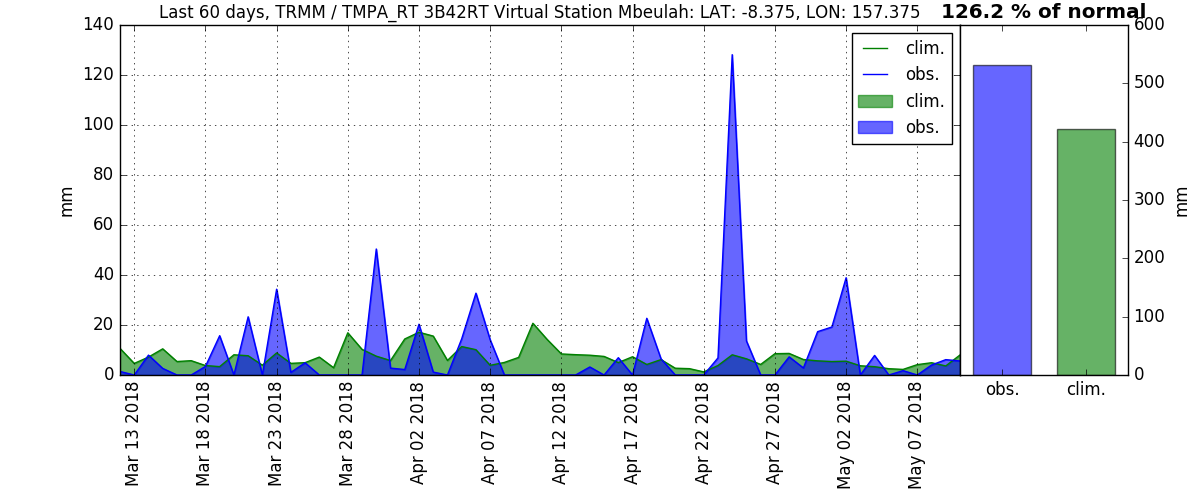 Last 60 days, TRMM / TMPA_RT 3B42RT Virtual Station Mbeulah: LAT: -8.375, LON: 157.375
126.2 % of normal
140
120
100
80
60
40
20
0
mm
clim.
obs.
clim.
obs.
600
500
400
300
200
100
0
mm
Mar 13 2018
Mar 18 2018
Mar 23 2018
Mar 28 2018
Apr 02 2018
Apr 07 2018
Apr 12 2018
Apr 17 2018
Apr 22 2018
Apr 27 2018
May 02 2018
May 07 2018
obs.
clim.